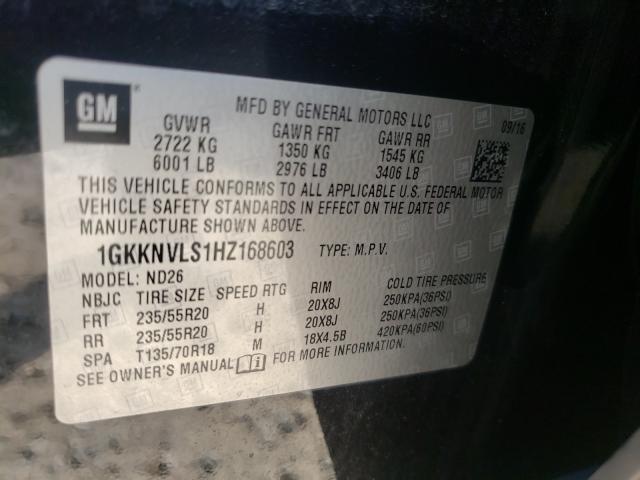 GM
MFD BY GENERAL MOTORS LLC
09/16
GVWR GAWR FRT GAWR RR
2722 KG 1350 KG 1545 KG
6001 LB 2976 LB 3406 LB
THIS VEHICLE CONFORMS TO ALL APPLICABLE U.S. FEDERAL MOTOR
VEHICLE SAFETY STANDARDS IN EFFECT ON THE DATE OF
MANUFACTURE SHOWN ABOVE.
1GKKNVLS1HZ168603 TYPE: M.P.V.
MODEL: ND26
NBJC TIRE SIZE SPEED RTG RIM COLD TIRE PRESSURE
FRT 235/55R20 H 20X8J 250KPA(36PSI)
RR 235/55R20 H 20X8J 250KPA(36PSI)
SPA T135/70R18 M 18X4.5B 420KPA(60PSI)
SEE OWNER'S MANUAL FOR MORE INFORMATION.